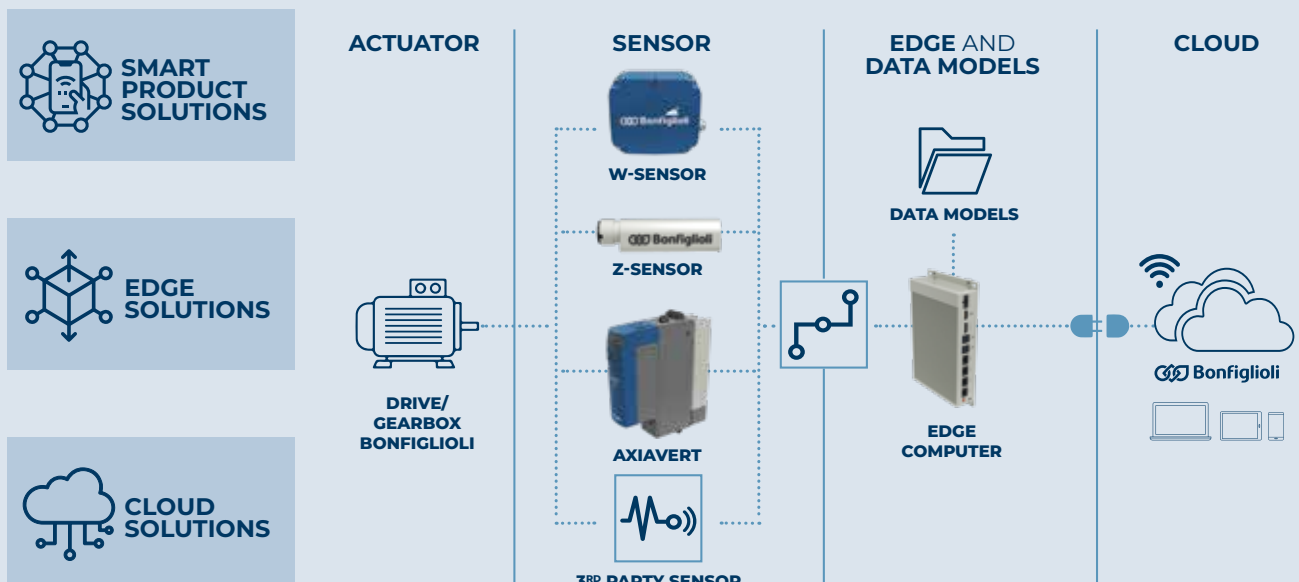 SMART
PRODUCT
SOLUTIONS
EDGE
SOLUTIONS
CLOUD
SOLUTIONS
ACTUATOR
DRIVE/
GEARBOX
BONFIGLIOLI
SENSOR
Bonfiglioli
W-SENSOR
Bonfiglioli
Z-SENSOR
AXIAVERT
3RD PARTY SENSOR
EDGE AND
DATA MODELS
DATA MODELS
EDGE
COMPUTER
CLOUD
Bonfiglioli